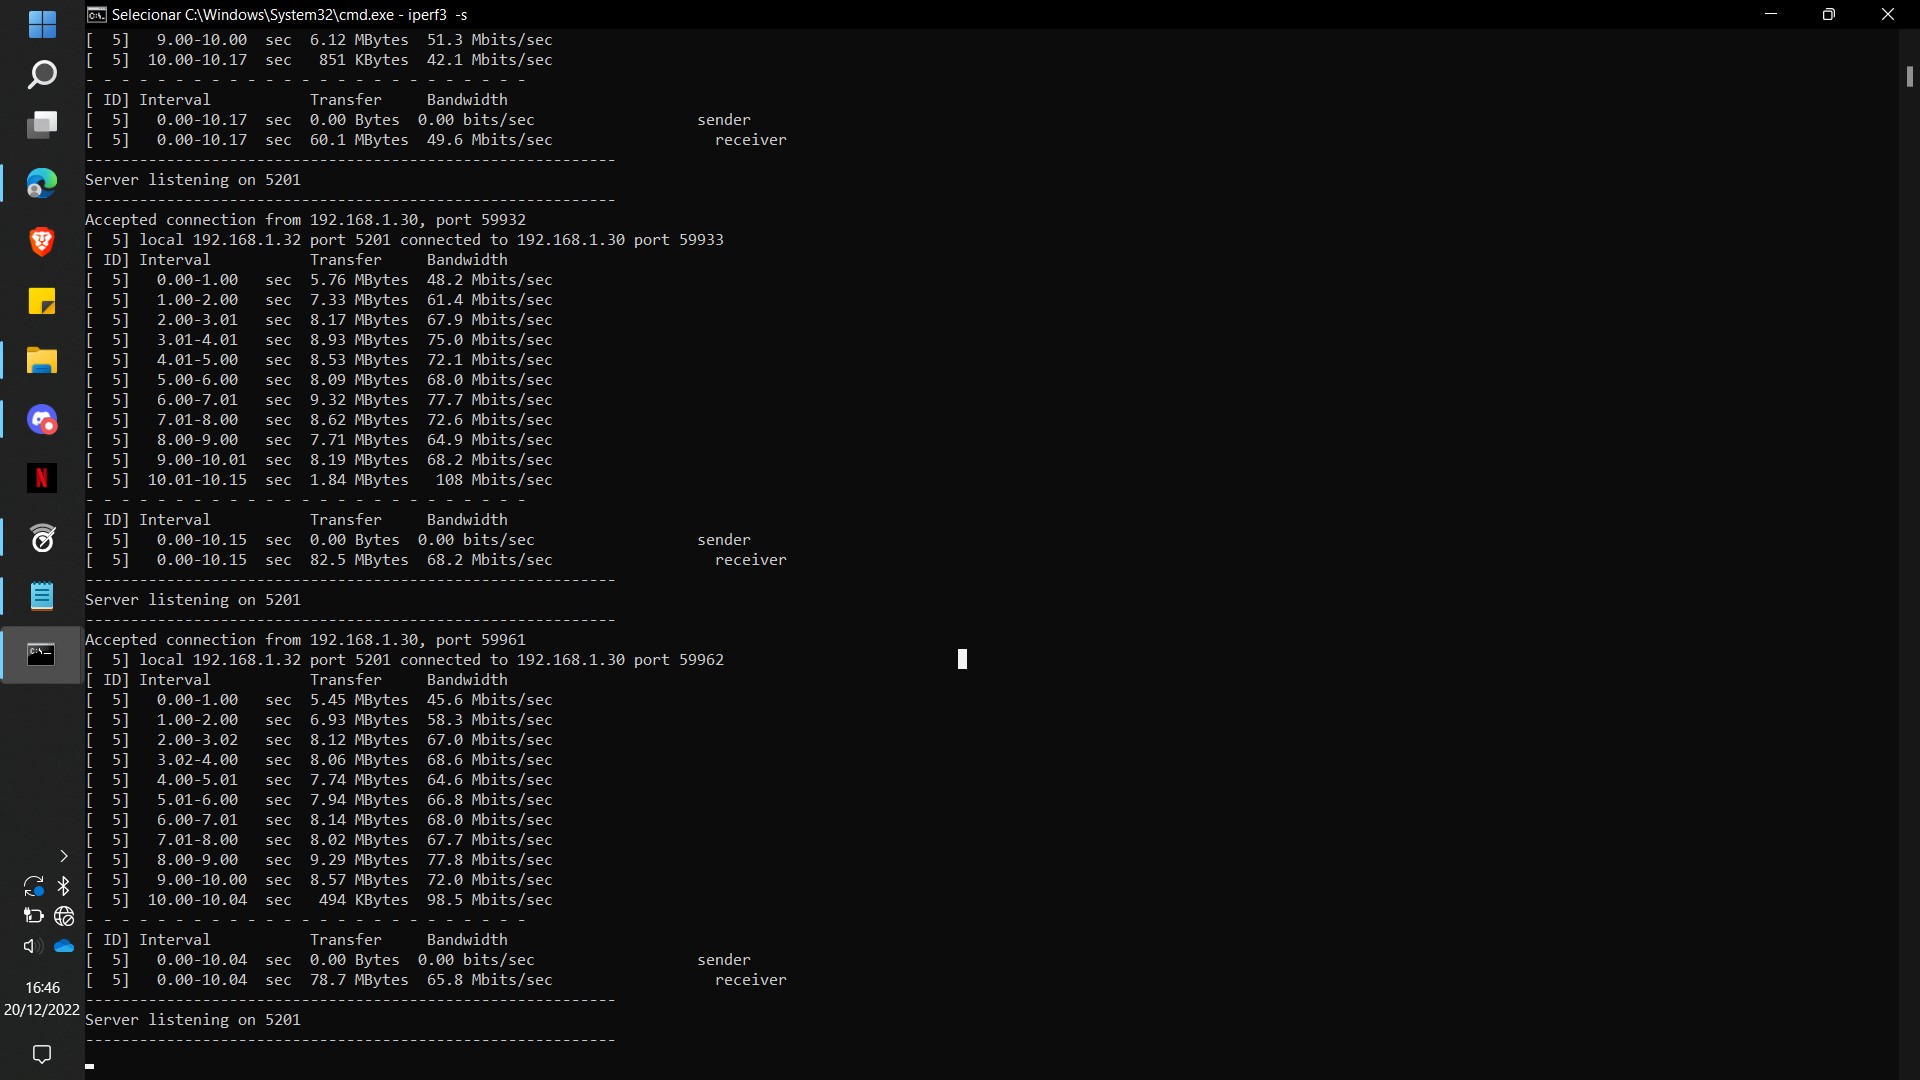 Selecionar C:\Windows\System32\cmd.exe - iperf3  -s
[  5]   9.00-10.00  sec  6.12 MBytes  51.3 Mbits/sec
[  5]  10.00-10.17  sec   851 KBytes  42.1 Mbits/sec
- - - - - - - - - - - - - - - - - - - - - - - - -
[ ID] Interval           Transfer     Bandwidth
[  5]   0.00-10.17  sec  0.00 Bytes  0.00 bits/sec                  sender
[  5]   0.00-10.17  sec  60.1 MBytes  49.6 Mbits/sec                  receiver
-----------------------------------------------------------
Server listening on 5201
-----------------------------------------------------------
Accepted connection from 192.168.1.30, port 59932
[  5] local 192.168.1.32 port 5201 connected to 192.168.1.30 port 59933
[ ID] Interval           Transfer     Bandwidth
[  5]   0.00-1.00   sec  5.76 MBytes  48.2 Mbits/sec
[  5]   1.00-2.00   sec  7.33 MBytes  61.4 Mbits/sec
[  5]   2.00-3.01   sec  8.17 MBytes  67.9 Mbits/sec
[  5]   3.01-4.01   sec  8.93 MBytes  75.0 Mbits/sec
[  5]   4.01-5.00   sec  8.53 MBytes  72.1 Mbits/sec
[  5]   5.00-6.00   sec  8.09 MBytes  68.0 Mbits/sec
[  5]   6.00-7.01   sec  9.32 MBytes  77.7 Mbits/sec
[  5]   7.01-8.00   sec  8.62 MBytes  72.6 Mbits/sec
[  5]   8.00-9.00   sec  7.71 MBytes  64.9 Mbits/sec
[  5]   9.00-10.01  sec  8.19 MBytes  68.2 Mbits/sec
[  5]  10.01-10.15  sec  1.84 MBytes   108 Mbits/sec
- - - - - - - - - - - - - - - - - - - - - - - - -
[ ID] Interval           Transfer     Bandwidth
[  5]   0.00-10.15  sec  0.00 Bytes  0.00 bits/sec                  sender
[  5]   0.00-10.15  sec  82.5 MBytes  68.2 Mbits/sec                  receiver
-----------------------------------------------------------
Server listening on 5201
-----------------------------------------------------------
Accepted connection from 192.168.1.30, port 59961
[  5] local 192.168.1.32 port 5201 connected to 192.168.1.30 port 59962
[ ID] Interval           Transfer     Bandwidth
[  5]   0.00-1.00   sec  5.45 MBytes  45.6 Mbits/sec
[  5]   1.00-2.00   sec  6.93 MBytes  58.3 Mbits/sec
[  5]   2.00-3.02   sec  8.12 MBytes  67.0 Mbits/sec
[  5]   3.02-4.00   sec  8.06 MBytes  68.6 Mbits/sec
[  5]   4.00-5.01   sec  7.74 MBytes  64.6 Mbits/sec
[  5]   5.01-6.00   sec  7.94 MBytes  66.8 Mbits/sec
[  5]   6.00-7.01   sec  8.14 MBytes  68.0 Mbits/sec
[  5]   7.01-8.00   sec  8.02 MBytes  67.7 Mbits/sec
[  5]   8.00-9.00   sec  9.29 MBytes  77.8 Mbits/sec
[  5]   9.00-10.00  sec  8.57 MBytes  72.0 Mbits/sec
[  5]  10.00-10.04  sec   494 KBytes  98.5 Mbits/sec
- - - - - - - - - - - - - - - - - - - - - - - - -
[ ID] Interval           Transfer     Bandwidth
[  5]   0.00-10.04  sec  0.00 Bytes  0.00 bits/sec                  sender
[  5]   0.00-10.04  sec  78.7 MBytes  65.8 Mbits/sec                  receiver
-----------------------------------------------------------
Server listening on 5201
-----------------------------------------------------------
16:46
20/12/2022